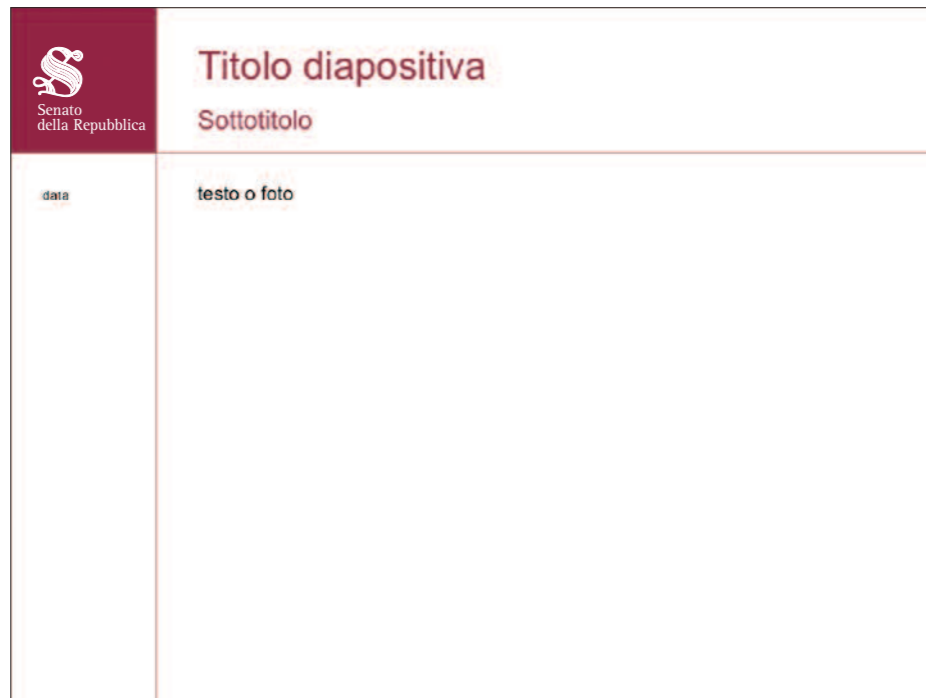 Senato
della Repubblica
Titolo diapositiva
Sottotitolo
data
testo o foto